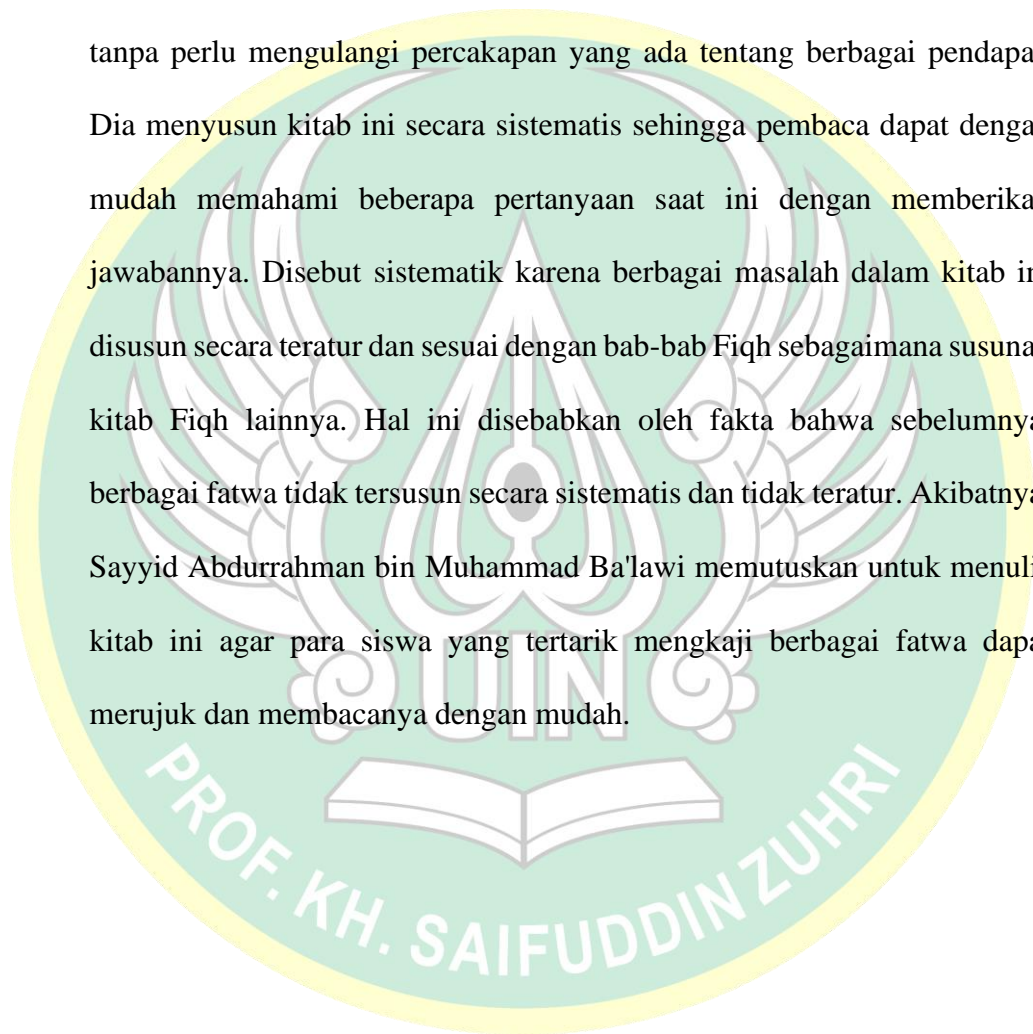 tanpa perlu mengulangi percakapan yang ada tentang berbagai pendapa
Dia menyusun kitab ini secara sistematis sehingga pembaca dapat denga
mudah memahami beberapa pertanyaan saat ini dengan memberika
jawabannya. Disebut sistematik karena berbagai masalah dalam kitab in
disusun secara teratur dan sesuai dengan bab-bab Fiqh sebagaimana susuna
kitab Fiqh lainnya. Hal ini disebabkan oleh fakta bahwa sebelumnya
berbagai fatwa tidak tersusun secara sistematis dan tidak teratur. Akibatnya
Sayyid Abdurrahman bin Muhammad Ba'lawi memutuskan untuk menuli
kitab ini agar para siswa yang tertarik mengkaji berbagai fatwa dapa
merujuk dan membacanya dengan mudah.
UIN
PROF. KH. SAIFUDDIN ZUHRI